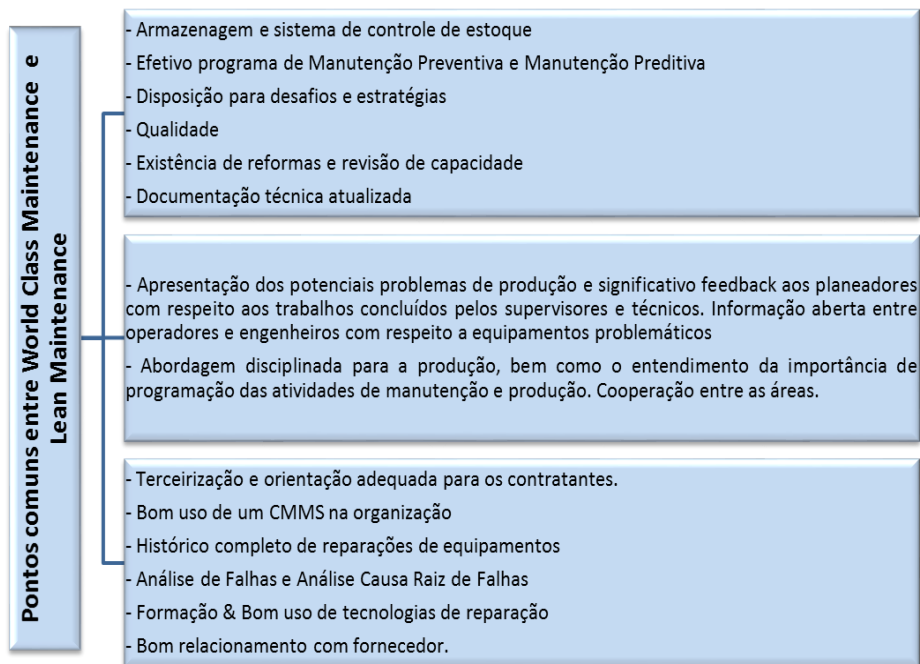 Pontos comuns entre World Class Maintenance e
Lean Maintenance
- Armazenagem e sistema de controle de estoque
- Efetivo programa de Manutenção Preventiva e Manutenção Preditiva
- Disposição para desafios e estratégias
- Qualidade
- Existência de reformas e revisão de capacidade
- Documentação técnica atualizada
- Apresentação dos potenciais problemas de produção e significativo feedback aos planeadores
com respeito aos trabalhos concluídos pelos supervisores e técnicos. Informação aberta entre
operadores e engenheiros com respeito a equipamentos problemáticos
- Abordagem disciplinada para a produção, bem como o entendimento da importância de
programação das atividades de manutenção e produção. Cooperação entre as áreas.
- Terceirização e orientação adequada para os contratantes.
- Bom uso de um CMMS na organização
- Histórico completo de reparações de equipamentos
- Análise de Falhas e Análise Causa Raiz de Falhas
- Formação & Bom uso de tecnologias de reparação
- Bom relacionamento com fornecedor.